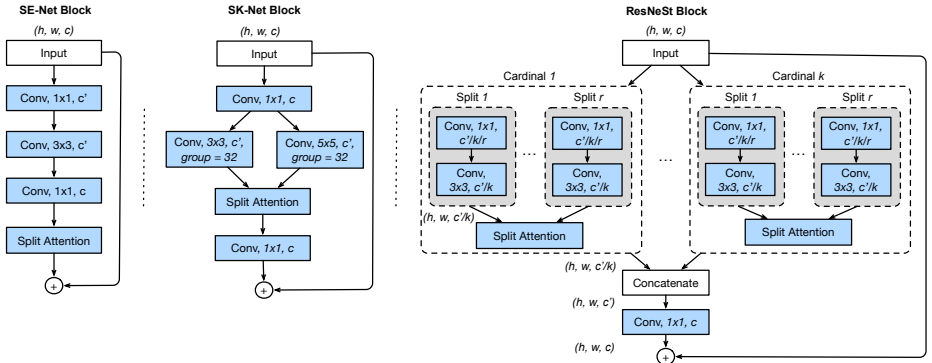 SE-Net Block
(h, w, c)
Input
Conv, 1x1, c'
Conv, 3x3, c'
Conv, 1x1, c
Split Attention
+
SK-Net Block
(h, w, c)
Input
Conv, 1x1, c
Conv, 3x3, c',
group = 32
Conv, 5x5, c',
group = 32
Split Attention
Conv, 1x1, c
+
ResNeSt Block
(h, w, c)
Input
Cardinal 1
Split 1
Conv, 1x1,
c'/k/r
Conv,
3x3, c'/k
...
Split r
Conv, 1x1,
c'/k/r
Conv,
3x3, c'/k
(h, w, c'/k)
Split Attention
...
Cardinal k
Split 1
Conv, 1x1,
c'/k/r
Conv,
3x3, c'/k
...
Split r
Conv, 1x1,
c'/k/r
Conv,
3x3, c'/k
Split Attention
(h, w, c'/k)
Concatenate
(h, w, c')
Conv, 1x1, c
(h, w, c)
+